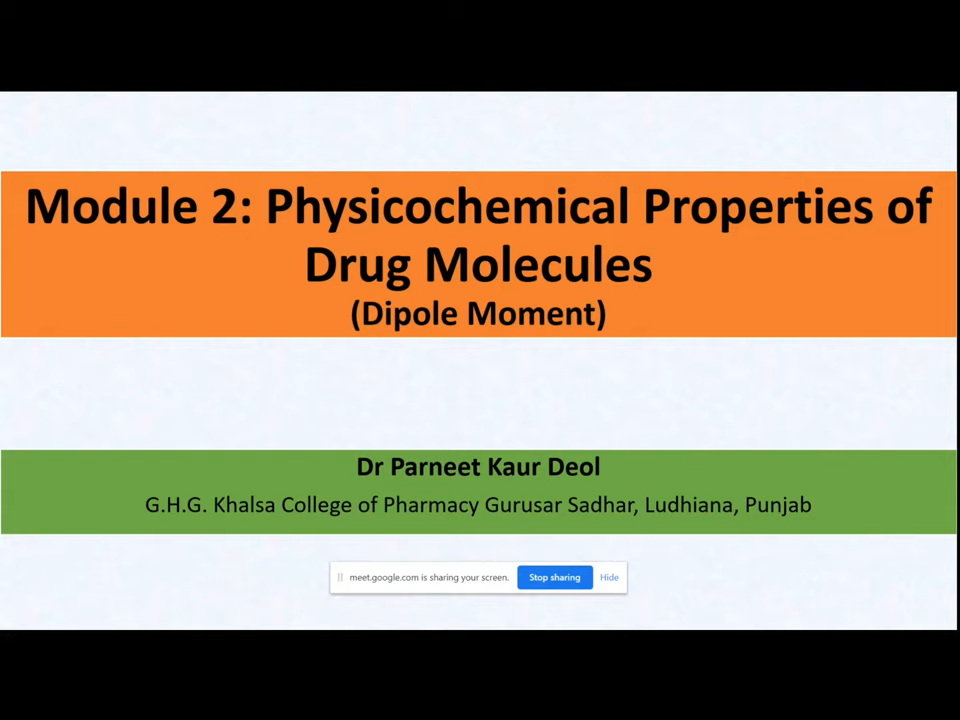 Module 2: Physicochemical Properties of
Drug Molecules
(Dipole Moment)
Dr Parneet Kaur Deol
G.H.G. Khalsa College of Pharmacy Gurusar Sadhar, Ludhiana, Punjab
meet.google.com is sharing your screen. Stop sharing Hide